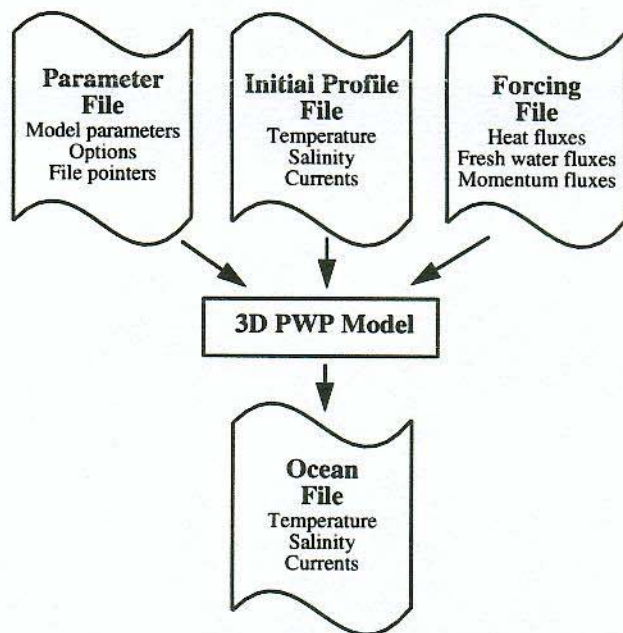 Parameter
File
Model parameters
Options
File pointers
Initial Profile
File
Temperature
Salinity
Currents
Forcing
File
Heat fluxes
Fresh water fluxes
Momentum fluxes
3D PWP Model
Ocean
File
Temperature
Salinity
Currents